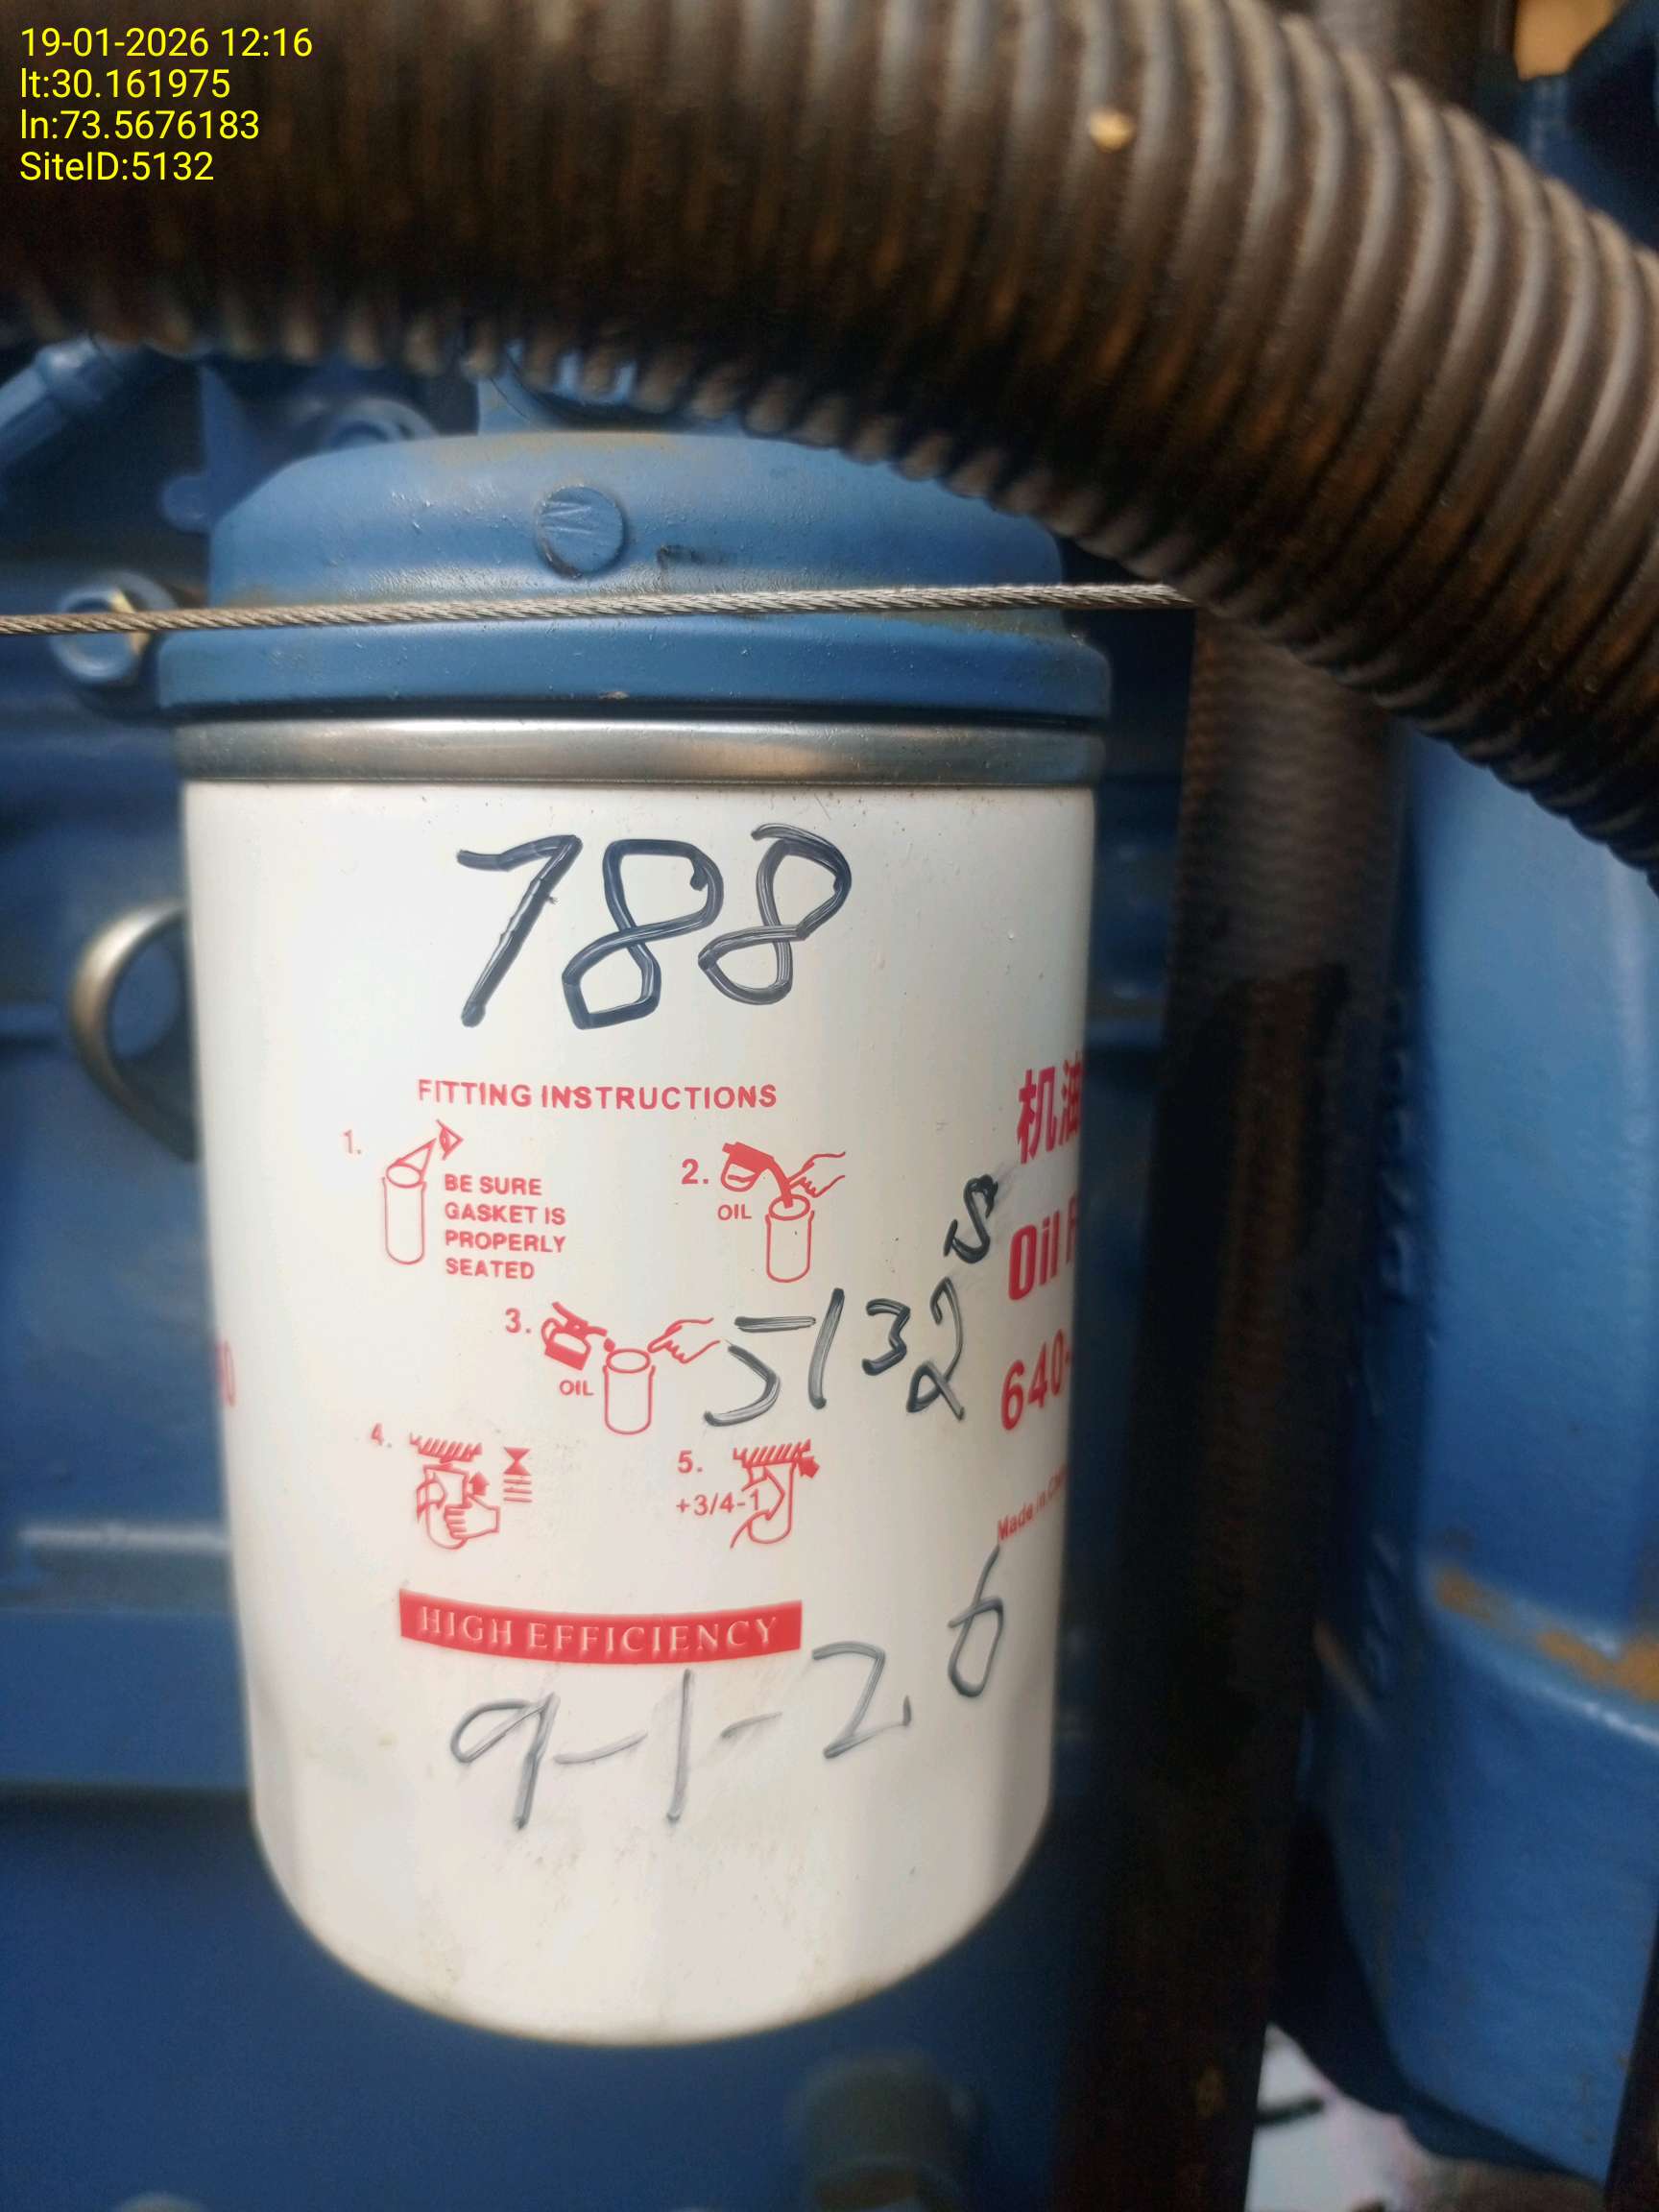 19-01-2026 12:16
lt:30.161975
ln:73.5676183
SiteID:5132
788
FITTING INSTRUCTIONS
1.
BE SURE
GASKET IS
PROPERLY
SEATED
2.
OIL
3.
OIL
5132
S
4.
5.
+3/4-1
HIGH EFFICIENCY
9-1-26
机油
Oil
640-
Made in